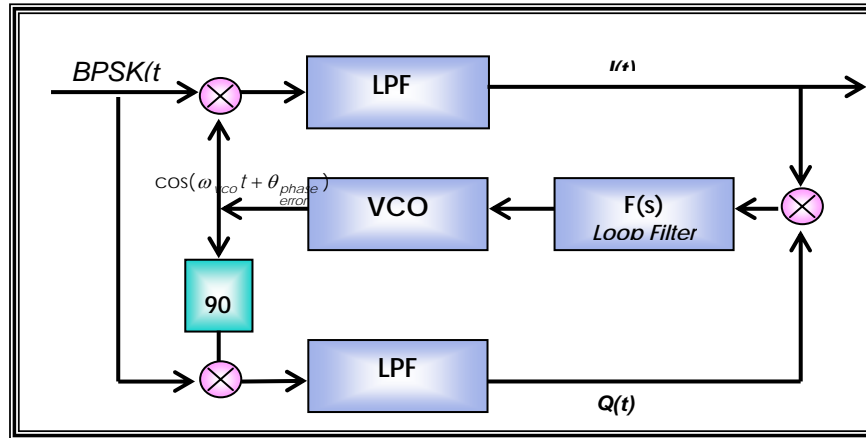 BPSK(t
LPF
I(t)
cos(ω_vco t + θ_phase error)
VCO
F(s)
Loop Filter
90
LPF
Q(t)